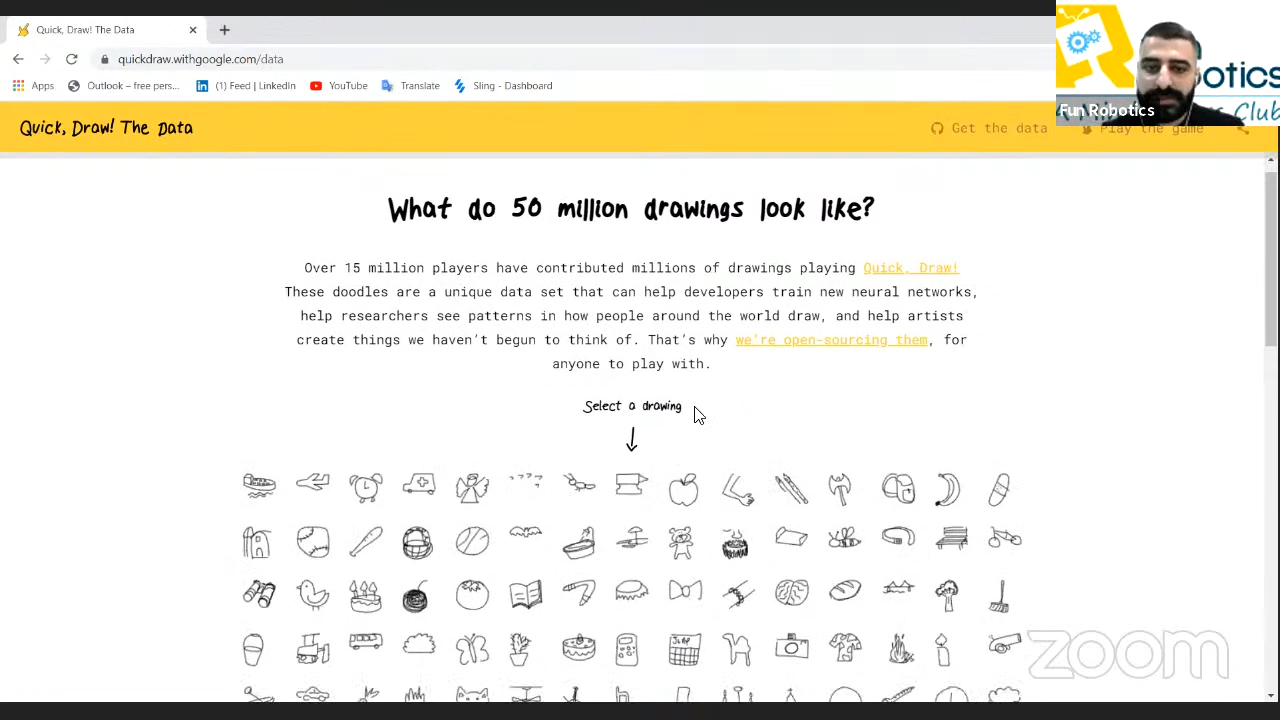 Quick, Draw! The Data
quickdraw.withgoogle.com/data
Apps
Outlook – free pers...
(1) Feed | LinkedIn
YouTube
Translate
Sling - Dashboard
otics
Club
Fun Robotics
Quick, Draw! The Data
Get the data
Play the game
What do 50 million drawings look like?
Over 15 million players have contributed millions of drawings playing Quick, Draw!
These doodles are a unique data set that can help developers train new neural networks,
help researchers see patterns in how people around the world draw, and help artists
create things we haven't begun to think of. That's why we're open-sourcing them, for
anyone to play with.
Select a drawing
zoom